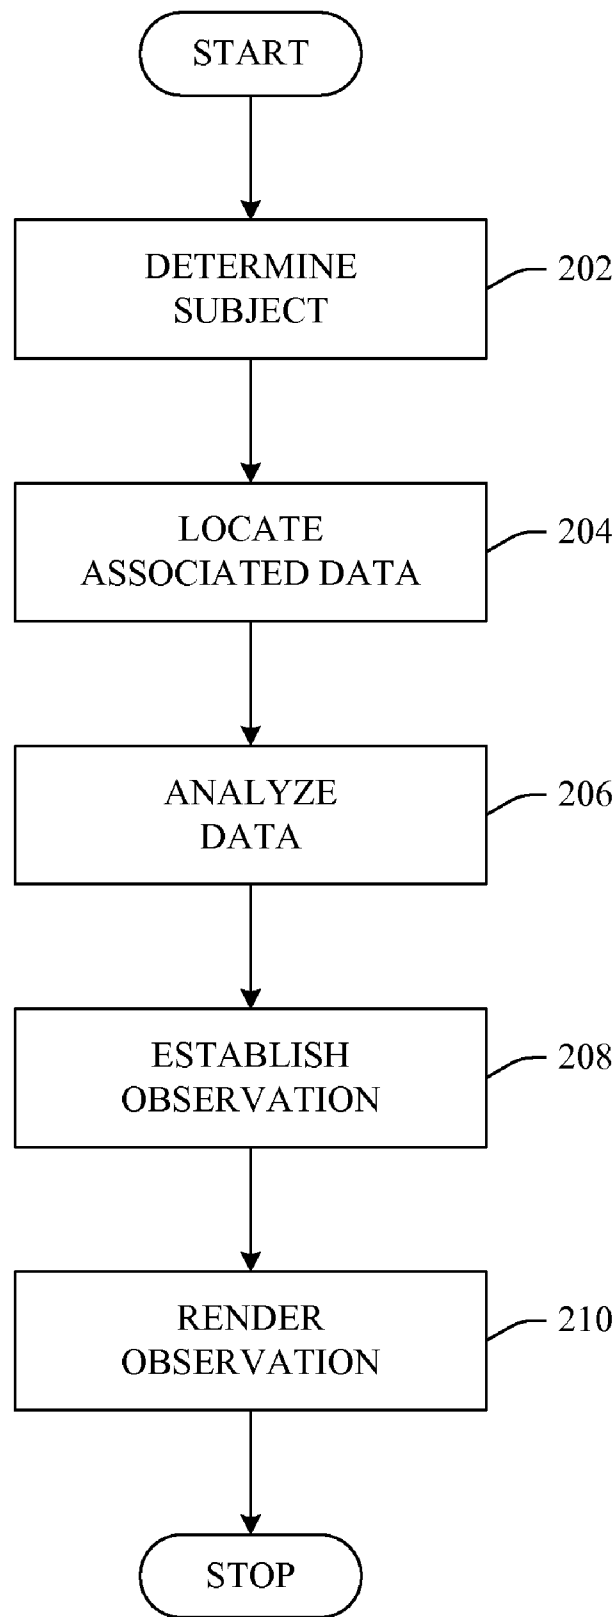 START
DETERMINE
SUBJECT
202
LOCATE
ASSOCIATED DATA
204
ANALYZE
DATA
206
ESTABLISH
OBSERVATION
208
RENDER
OBSERVATION
210
STOP